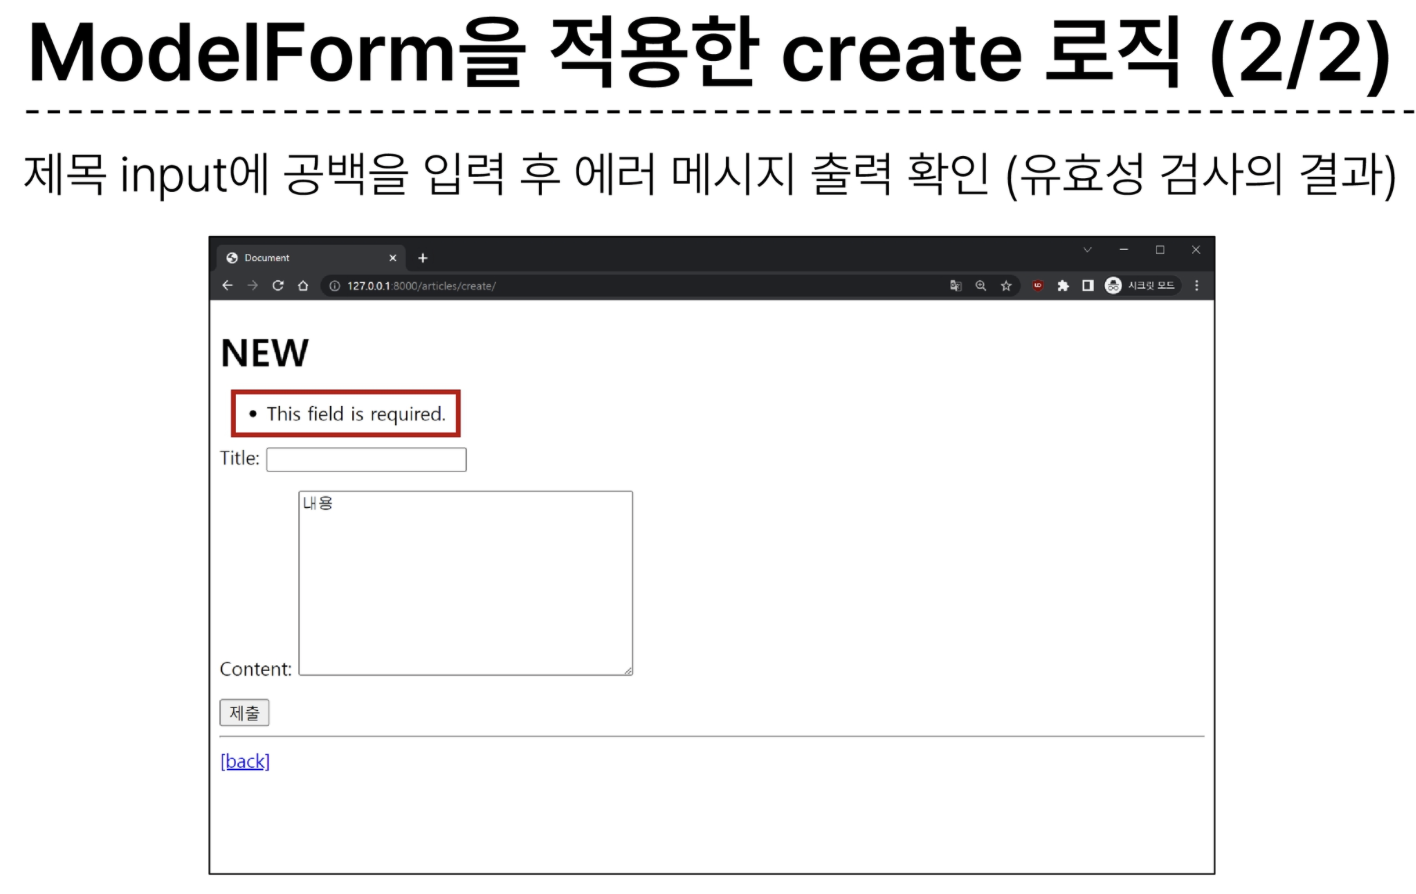 ModelForm을 적용한 create 로직 (2/2)
제목 input에 공백을 입력 후 에러 메시지 출력 확인 (유효성 검사의 결과)
Document
127.0.0.1:8000/articles/create/
시크릿 모드
NEW
• This field is required.
Title:
내용
Content:
제출
[back]